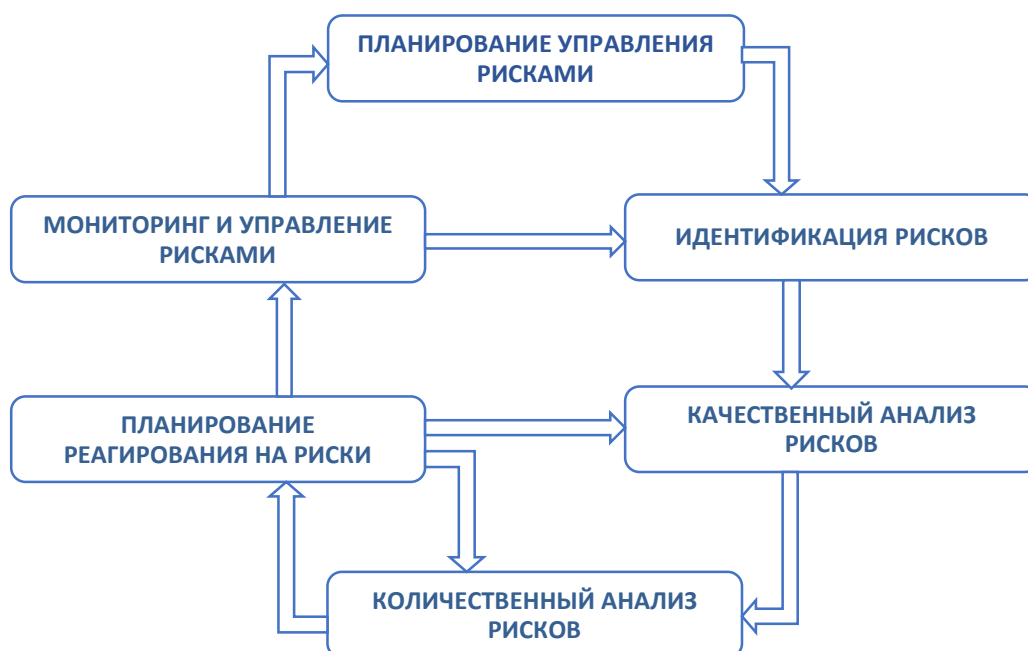 ПЛАНИРОВАНИЕ УПРАВЛЕНИЯ
РИСКАМИ
МОНИТОРИНГ И УПРАВЛЕНИЕ
РИСКАМИ
ИДЕНТИФИКАЦИЯ РИСКОВ
ПЛАНИРОВАНИЕ
РЕАГИРОВАНИЯ НА РИСКИ
КАЧЕСТВЕННЫЙ АНАЛИЗ
РИСКОВ
КОЛИЧЕСТВЕННЫЙ АНАЛИЗ
РИСКОВ